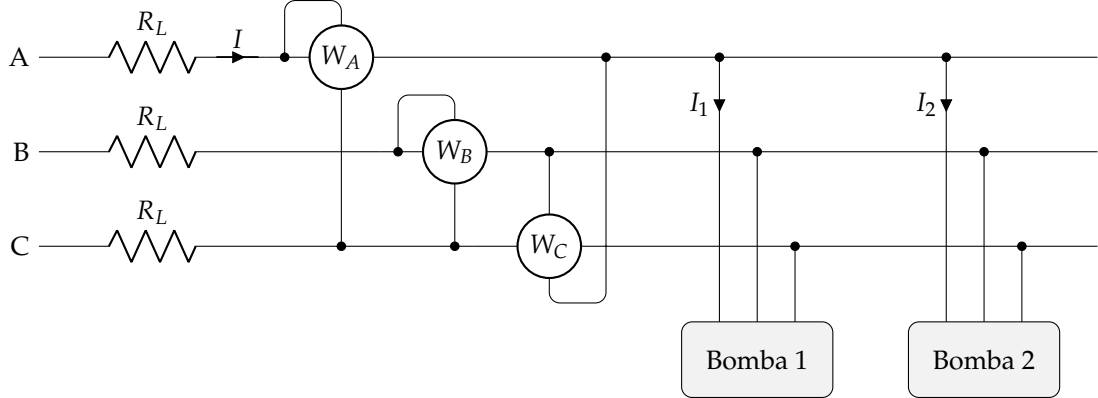 R_L
I
A
W_A
R_L
I_1
I_2
B
W_B
R_L
C
W_C
Bomba 1
Bomba 2